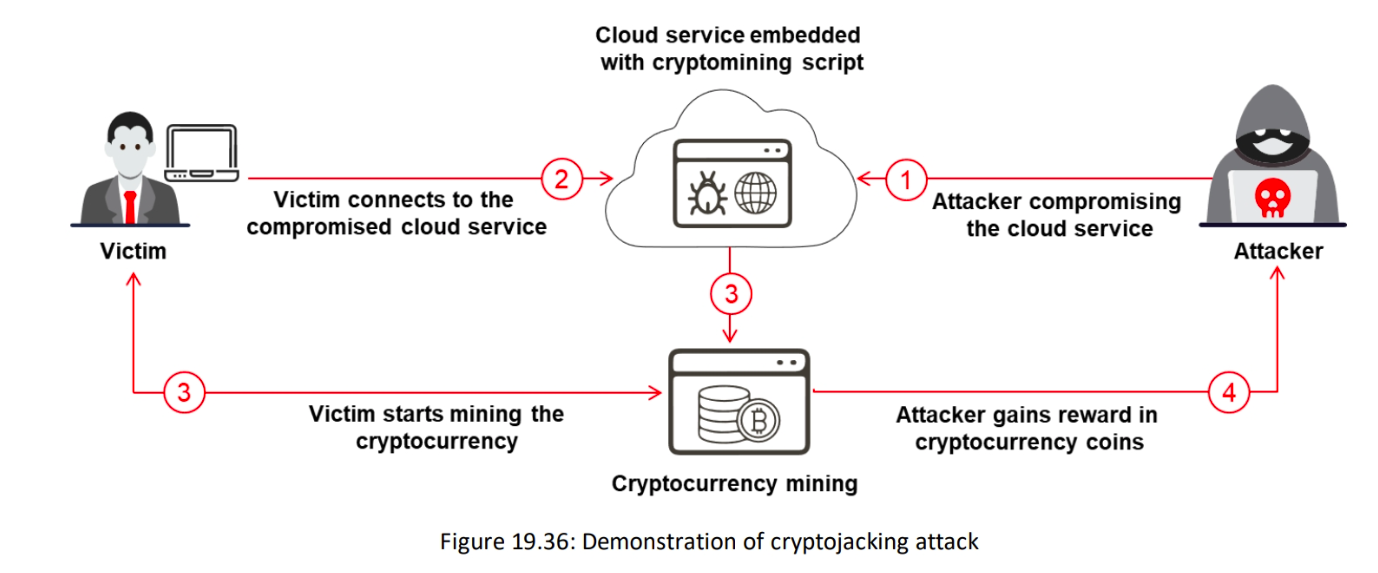 Cloud service embedded
with cryptomining script
2
1
Victim connects to the
compromised cloud service
Attacker compromising
the cloud service
Victim
Attacker
3
3
Victim starts mining the
cryptocurrency
4
Attacker gains reward in
cryptocurrency coins
Cryptocurrency mining
Figure 19.36: Demonstration of cryptojacking attack